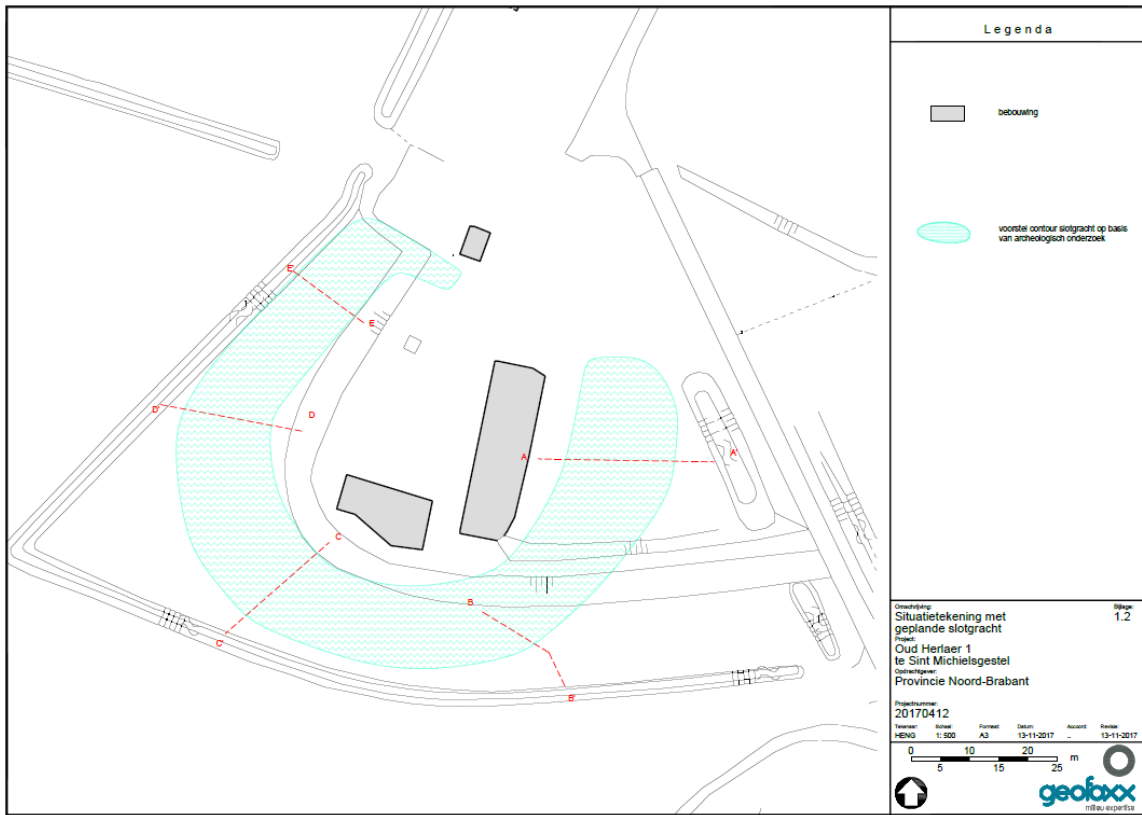 Legenda
bebouwing
voorstel contour slotgracht op basis
van archeologisch onderzoek
E'
E
D'
D
A
A'
C
C'
B
B'
Omschrijving:
Bijlage:
Situatietekening met
1.2
geplande slotgracht
Project:
Oud Herlaer 1
te Sint Michielsgestel
Opdrachtgever:
Provincie Noord-Brabant
Projectnummer:
20170412
Tekenaar: Schaal: Formaat: Datum: Accoord: Revisie:
HENG 1: 500 A3 13-11-2017 .. 13-11-2017
0 10 20 m
5 15 25
geofoxx
milieu expertise